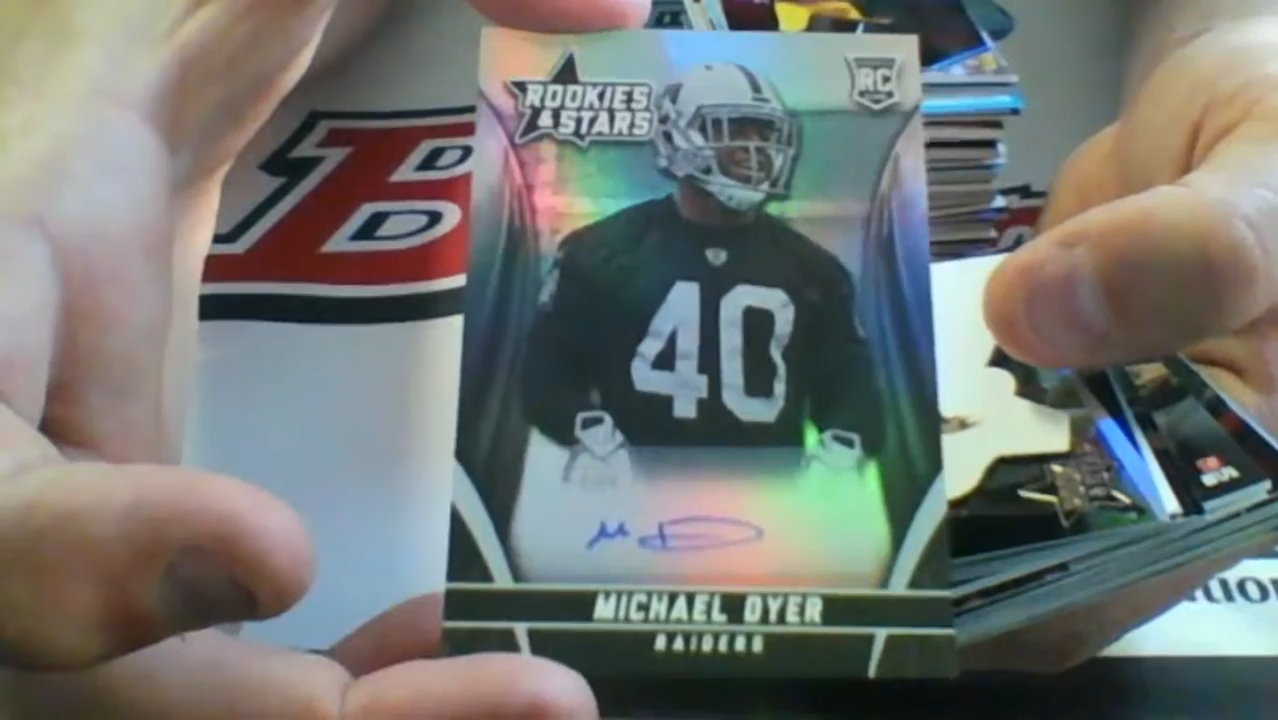 ROOKIES
& STARS
RC
D
D
40
MICHAEL DYER
RAIDERS